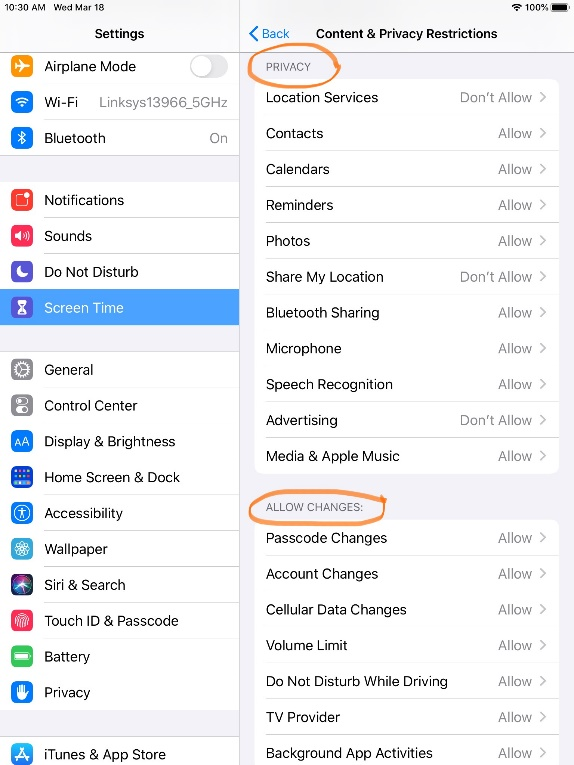 10:30 AM Wed Mar 18
100%
Settings
Airplane Mode
Wi-Fi Linksys13966_5GHz
Bluetooth On
Notifications
Sounds
Do Not Disturb
Screen Time
General
Control Center
AA Display & Brightness
Home Screen & Dock
Accessibility
Wallpaper
Siri & Search
Touch ID & Passcode
Battery
Privacy
iTunes & App Store
Back Content & Privacy Restrictions
PRIVACY
Location Services Don't Allow
Contacts Allow
Calendars Allow
Reminders Allow
Photos Allow
Share My Location Don't Allow
Bluetooth Sharing Allow
Microphone Allow
Speech Recognition Allow
Advertising Don't Allow
Media & Apple Music Allow
ALLOW CHANGES:
Passcode Changes Allow
Account Changes Allow
Cellular Data Changes Allow
Volume Limit Allow
Do Not Disturb While Driving Allow
TV Provider Allow
Background App Activities Allow